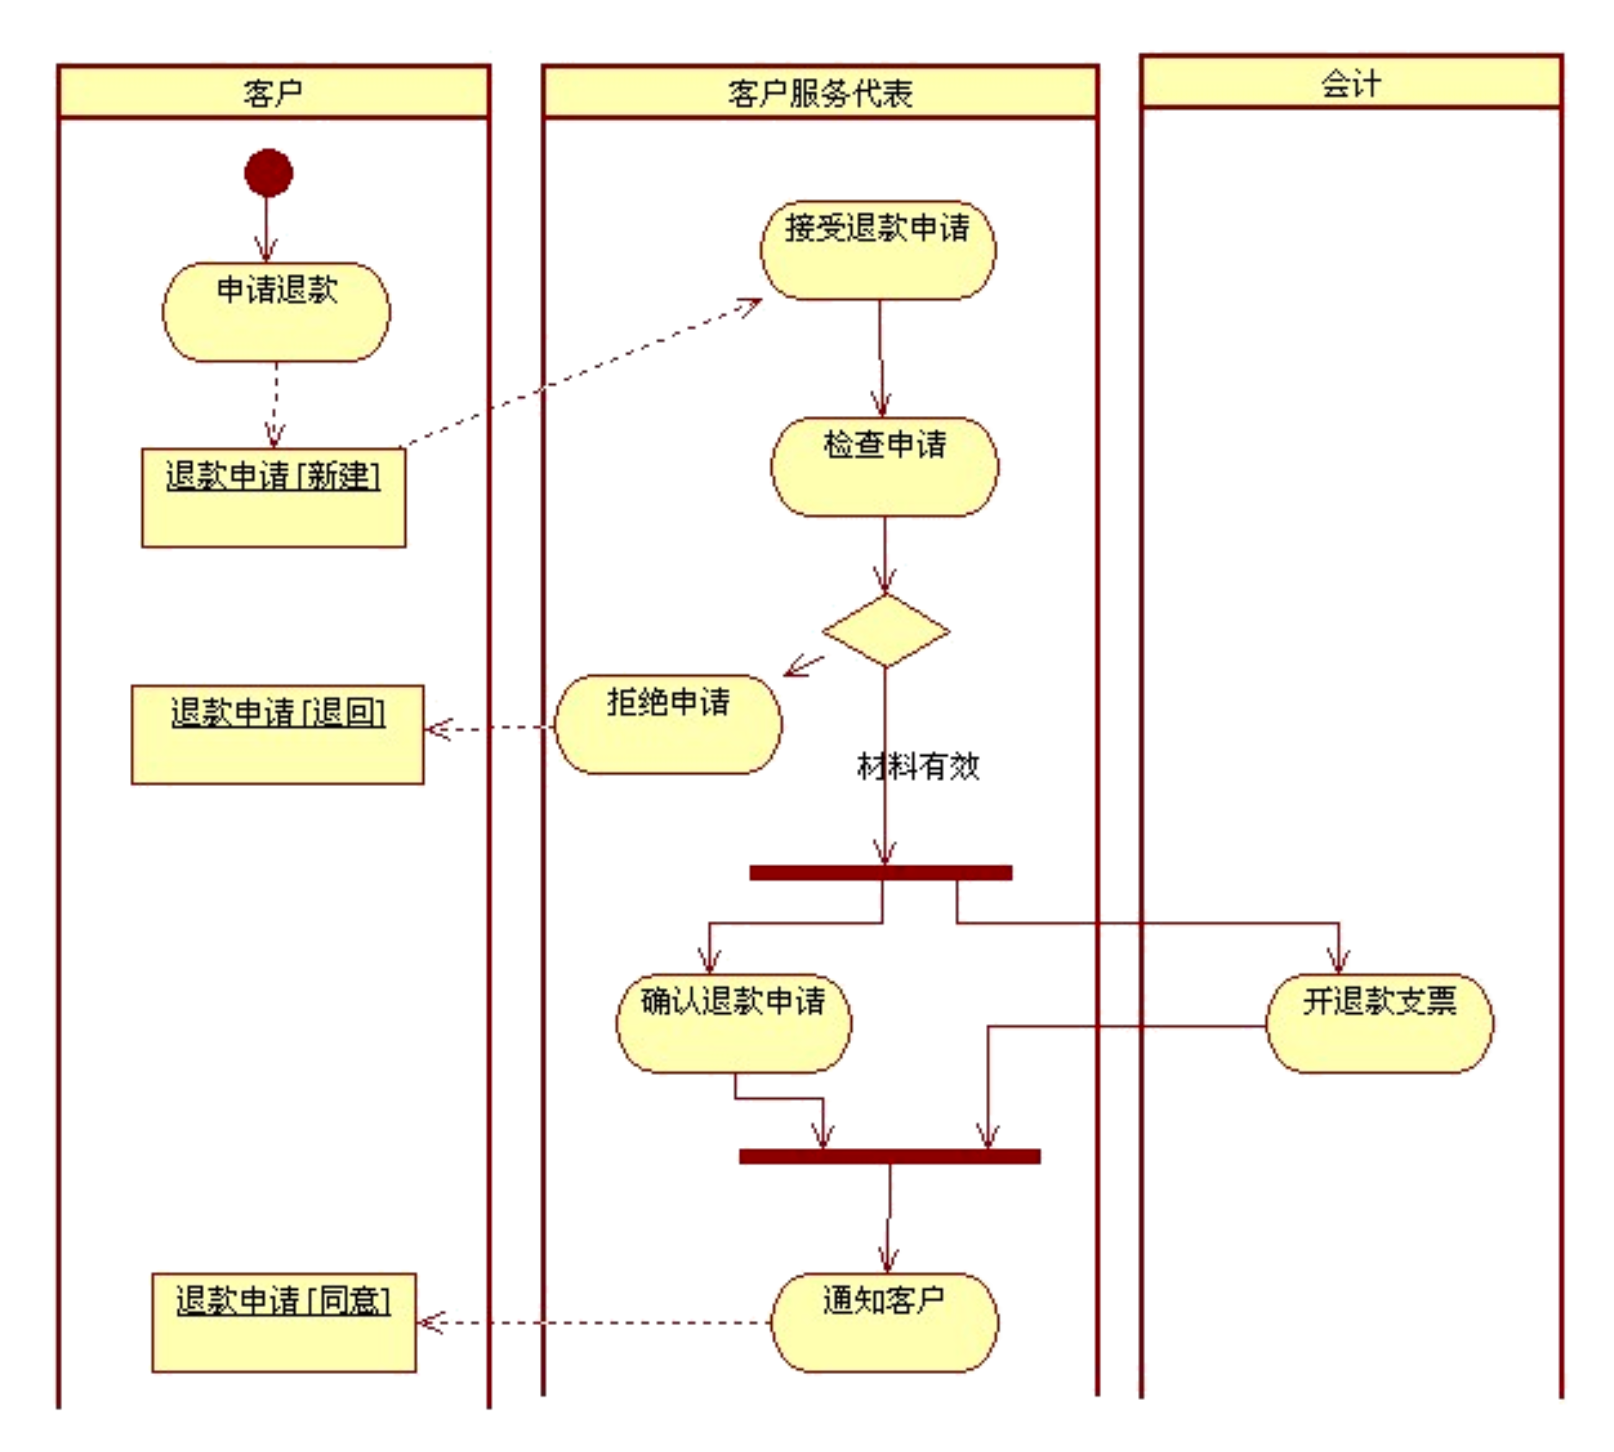 客户
客户服务代表
会计
接受退款申请
申请退款
检查申请
退款申请[新建]
拒绝申请
退款申请[退回]
材料有效
确认退款申请
开退款支票
退款申请[同意]
通知客户